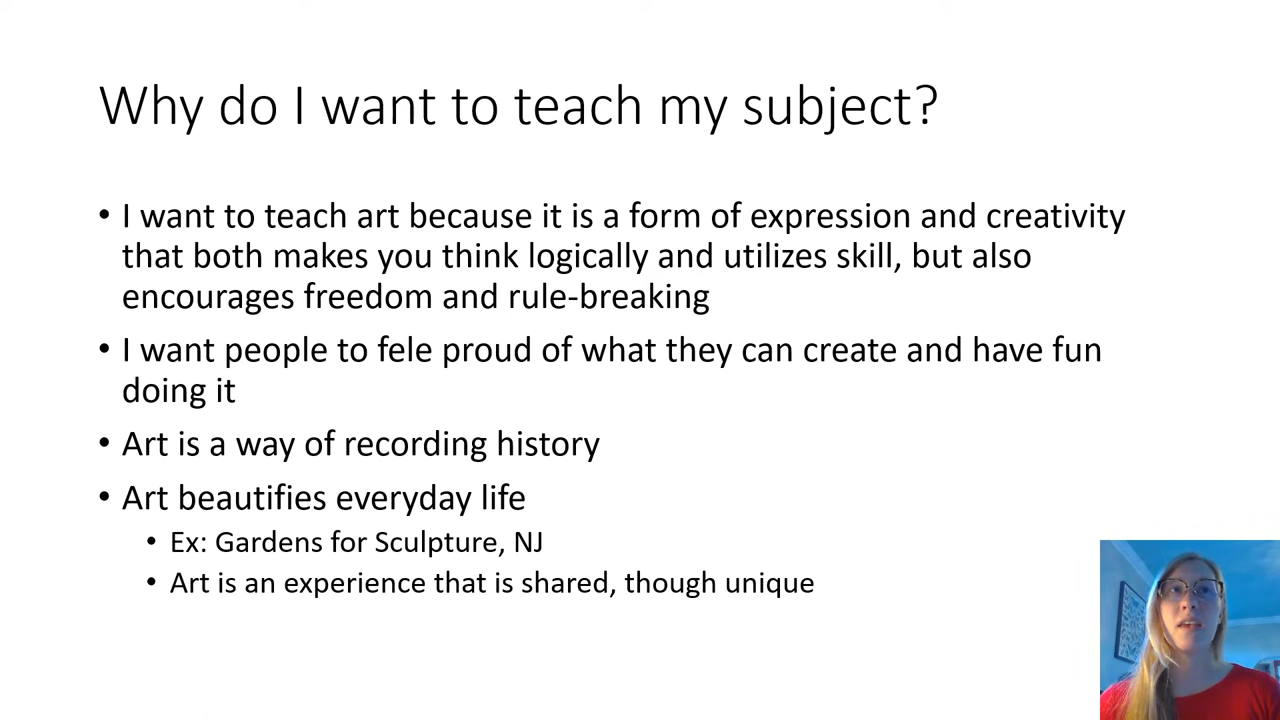 Why do I want to teach my subject?
• I want to teach art because it is a form of expression and creativity
that both makes you think logically and utilizes skill, but also
encourages freedom and rule-breaking
• I want people to fele proud of what they can create and have fun
doing it
• Art is a way of recording history
• Art beautifies everyday life
• Ex: Gardens for Sculpture, NJ
• Art is an experience that is shared, though unique